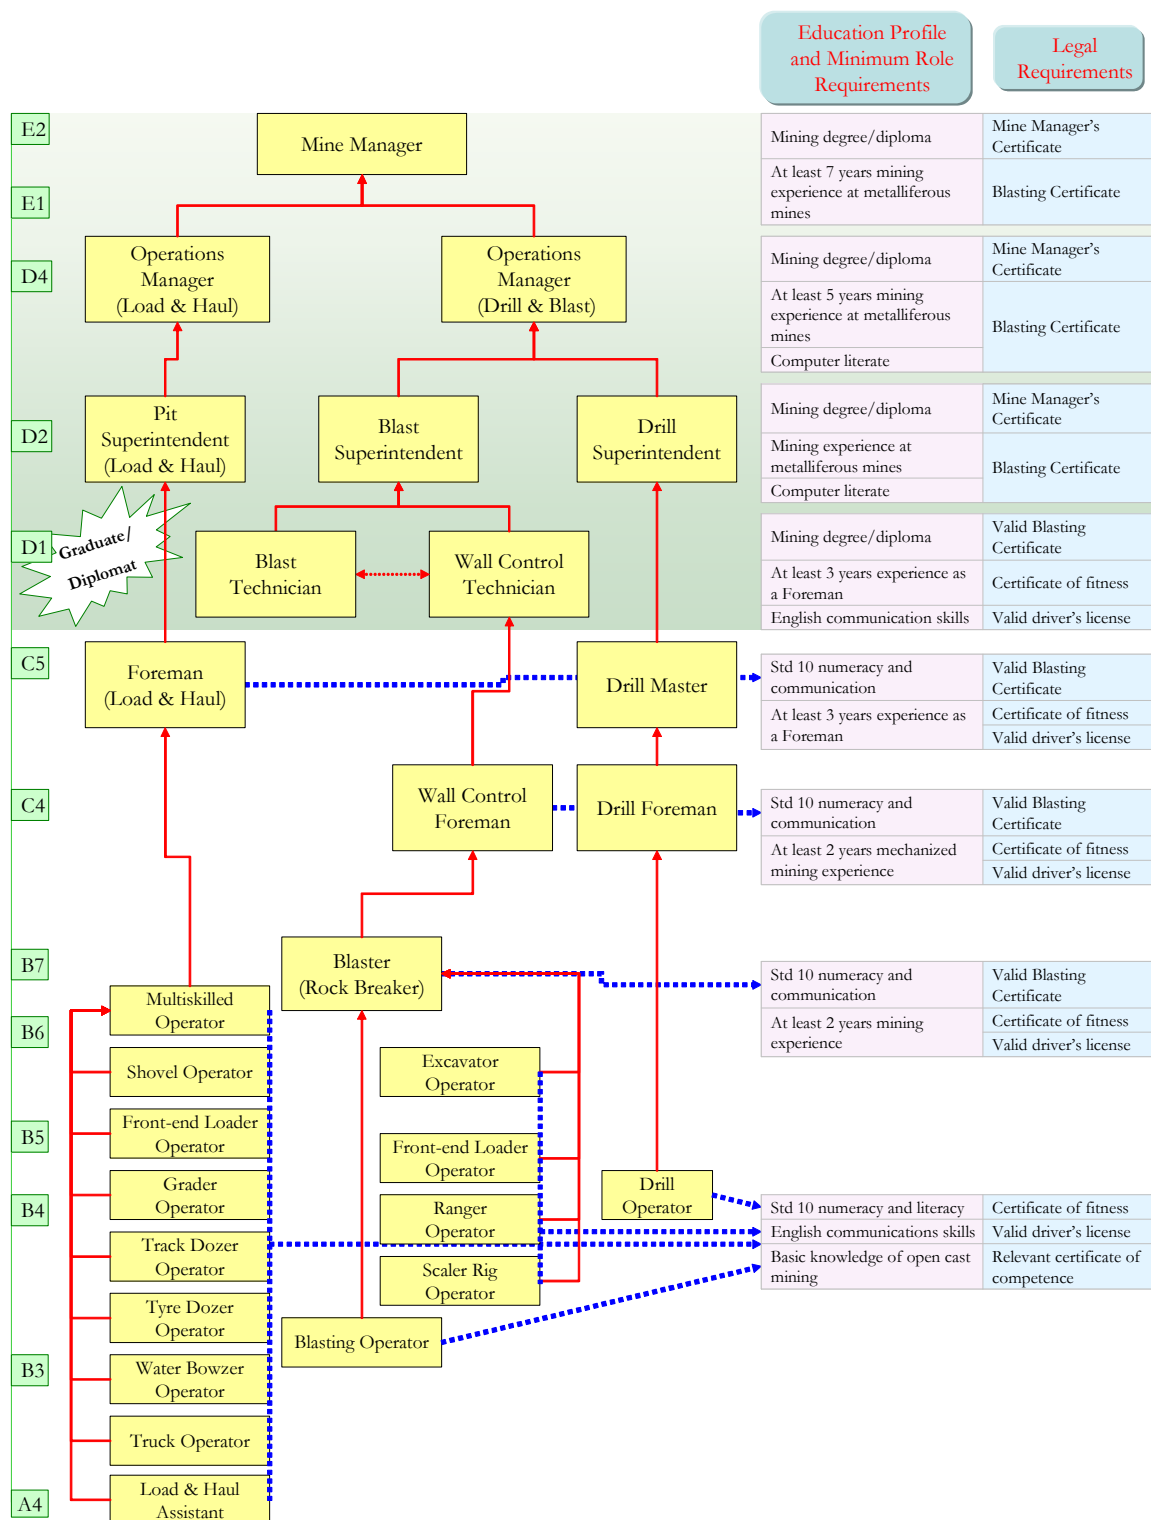 Education Profile
and Minimum Role
Requirements
Legal
Requirements
E2
Mine Manager
Mining degree/diploma
Mine Manager's
Certificate
E1
At least 7 years mining
experience at metalliferous
mines
Blasting Certificate
D4
Operations
Manager
(Load & Haul)
Operations
Manager
(Drill & Blast)
Mining degree/diploma
Mine Manager's
Certificate
At least 5 years mining
experience at metalliferous
mines
Computer literate
Blasting Certificate
D2
Pit
Superintendent
(Load & Haul)
Blast
Superintendent
Drill
Superintendent
Mining degree/diploma
Mine Manager's
Certificate
Mining experience at
metalliferous mines
Computer literate
Blasting Certificate
D1
Graduate/
Diplomat
Blast
Technician
Wall Control
Technician
Mining degree/diploma
Valid Blasting
Certificate
At least 3 years experience as
a Foreman
Certificate of fitness
English communication skills
Valid driver's license
C5
Foreman
(Load & Haul)
Drill Master
Std 10 numeracy and
communication
Valid Blasting
Certificate
At least 3 years experience as
a Foreman
Certificate of fitness
Valid driver's license
C4
Wall Control
Foreman
Drill Foreman
Std 10 numeracy and
communication
Valid Blasting
Certificate
At least 2 years mechanized
mining experience
Certificate of fitness
Valid driver's license
B7
Blaster
(Rock Breaker)
Std 10 numeracy and
communication
Valid Blasting
Certificate
At least 2 years mining
experience
Certificate of fitness
Valid driver's license
Multiskilled
Operator
B6
Shovel Operator
Excavator
Operator
B5
Front-end Loader
Operator
Front-end Loader
Operator
B4
Grader
Operator
Ranger
Operator
Drill
Operator
Std 10 numeracy and literacy
Certificate of fitness
English communications skills
Valid driver's license
Basic knowledge of open cast
mining
Relevant certificate of
competence
Track Dozer
Operator
Scaler Rig
Operator
Tyre Dozer
Operator
Blasting Operator
B3
Water Bowzer
Operator
Truck Operator
A4
Load & Haul
Assistant